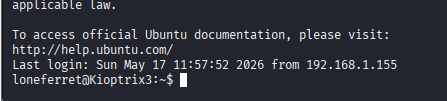 applicable law.
To access official Ubuntu documentation, please visit:
http://help.ubuntu.com/
Last login: Sun May 17 11:57:52 2026 from 192.168.1.155
loneferret@Kioptrix3:~$